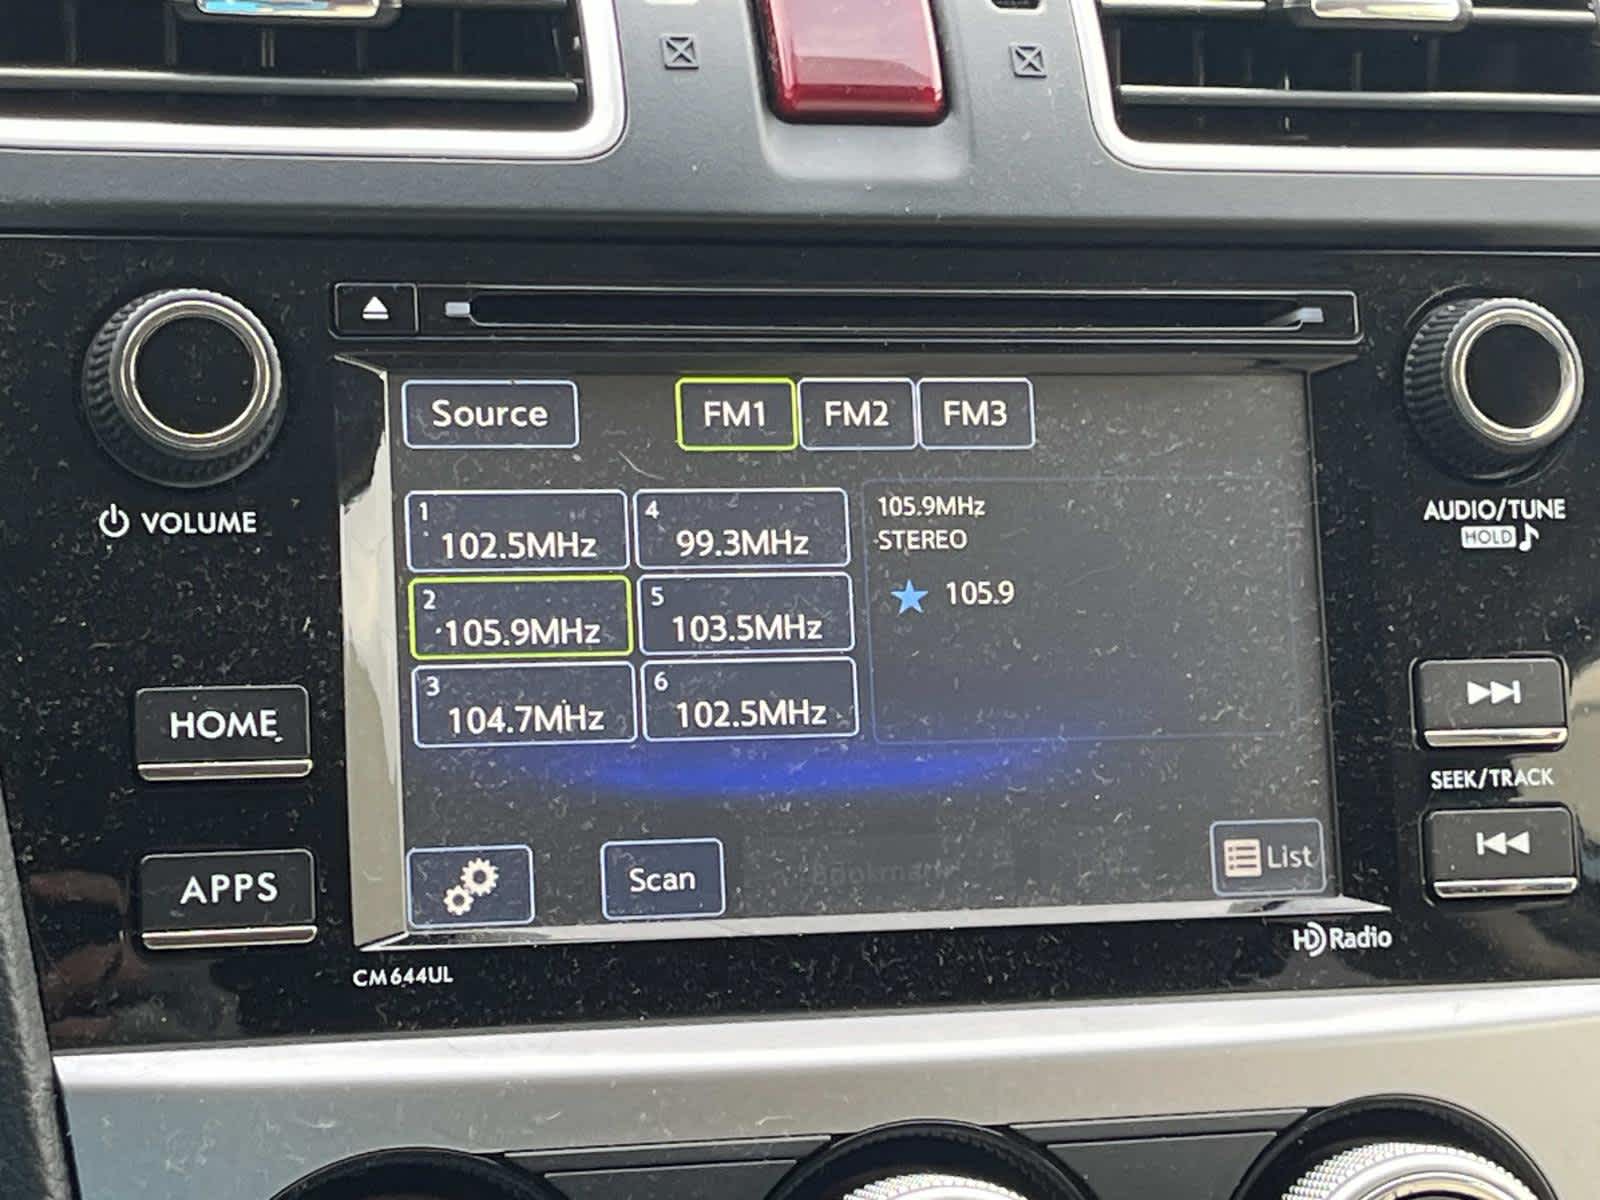 Source FM1 FM2 FM3
1 102.5MHz
4 99.3MHz
2 105.9MHz
5 103.5MHz
3 104.7MHz
6 102.5MHz
105.9MHz
STEREO
105.9
Scan
Bookmark
List
VOLUME
HOME
APPS
CM644UL
AUDIO/TUNE
HOLD
SEEK/TRACK
HD Radio